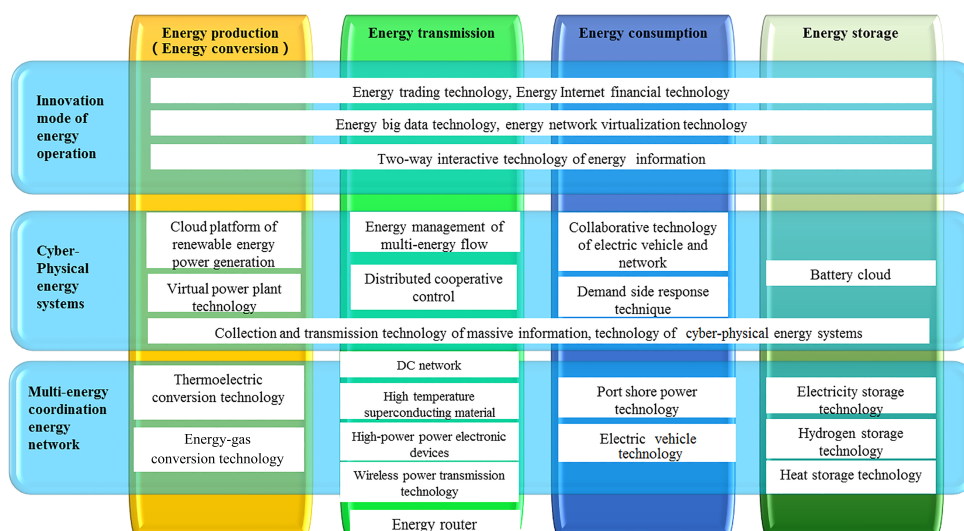 Energy production
( Energy conversion )
Energy transmission
Energy consumption
Energy storage
Innovation
mode of
energy
operation
Energy trading technology, Energy Internet financial technology
Energy big data technology, energy network virtualization technology
Two-way interactive technology of energy information
Cyber-
Physical
energy
systems
Cloud platform of
renewable energy
power generation
Virtual power plant
technology
Energy management of
multi-energy flow
Distributed cooperative
control
Collaborative technology
of electric vehicle and
network
Demand side response
technique
Battery cloud
Collection and transmission technology of massive information, technology of cyber-physical energy systems
Multi-energy
coordination
energy
network
Thermoelectric
conversion technology
Energy-gas
conversion technology
DC network
High temperature
superconducting material
High-power power electronic
devices
Wireless power transmission
technology
Energy router
Port shore power
technology
Electric vehicle
technology
Electricity storage
technology
Hydrogen storage
technology
Heat storage technology